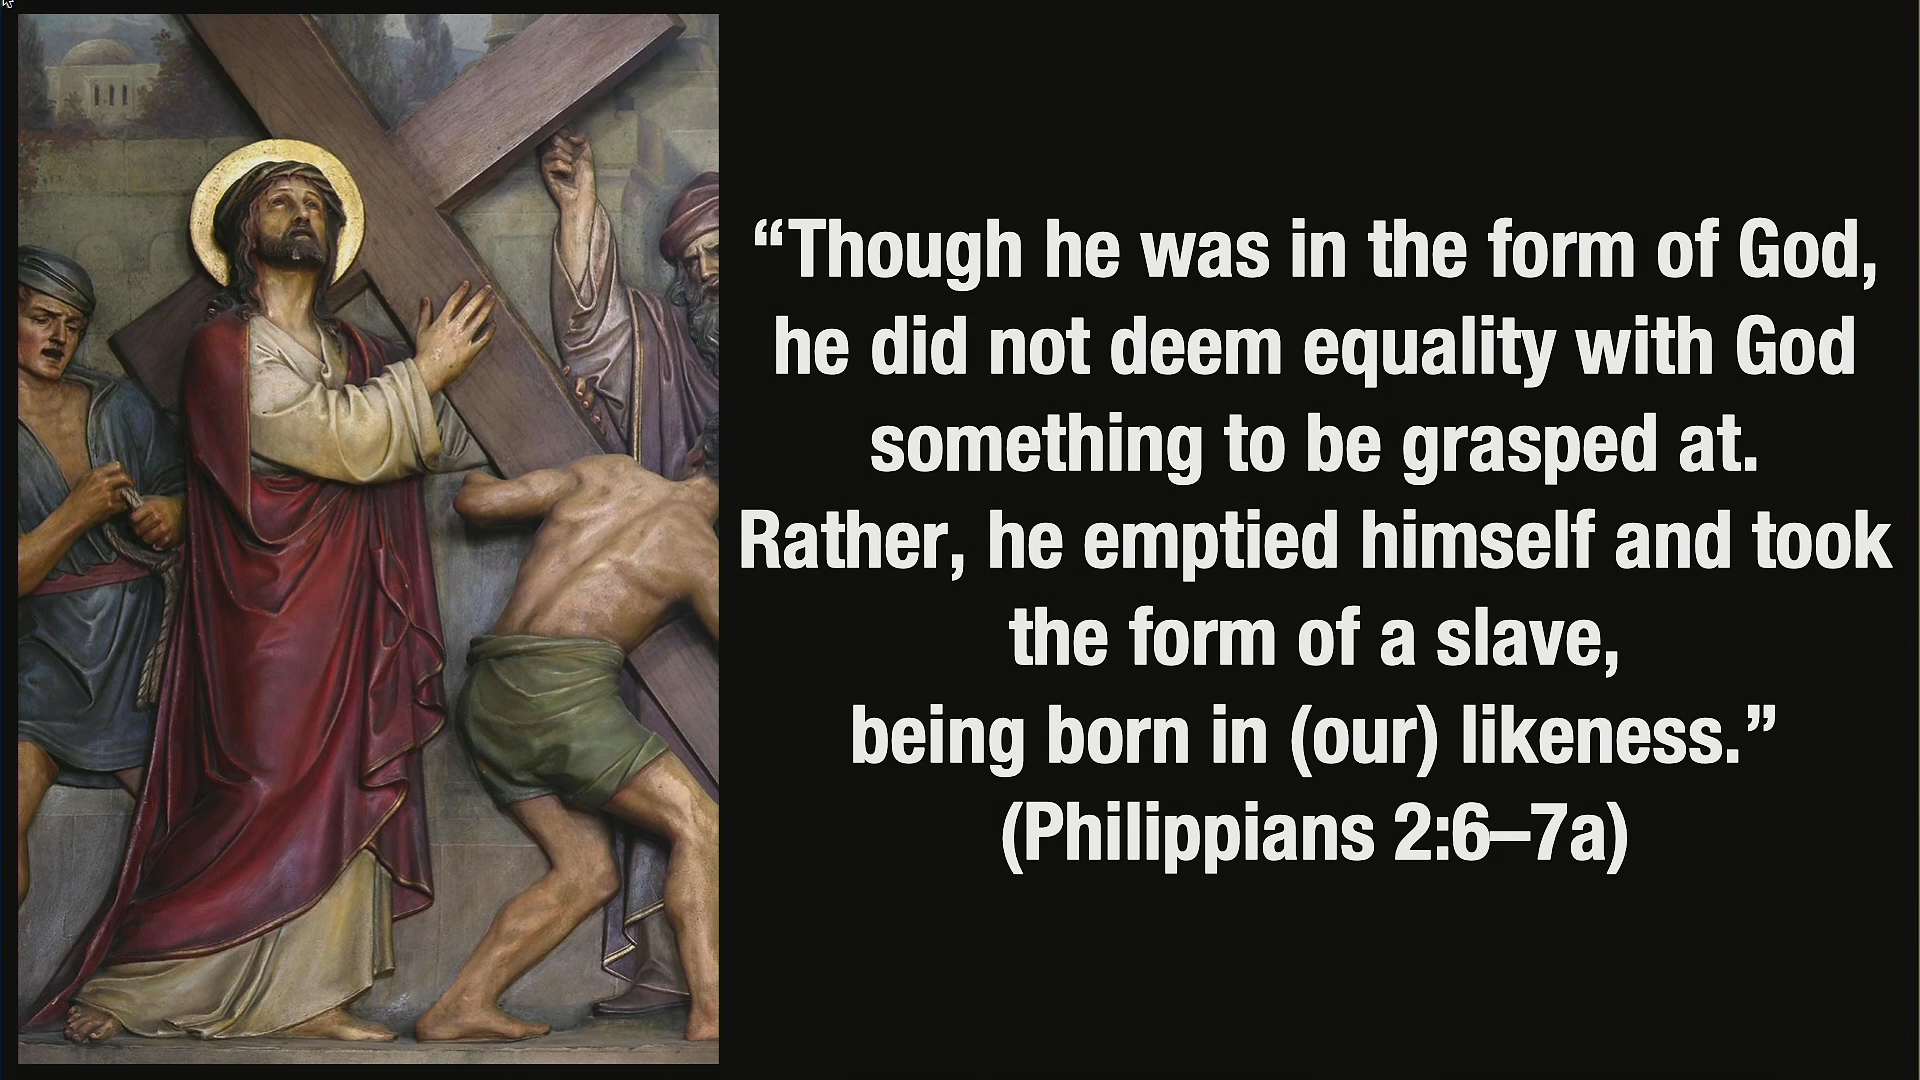 “Though he was in the form of God,
he did not deem equality with God
something to be grasped at.
Rather, he emptied himself and took
the form of a slave,
being born in (our) likeness.”
(Philippians 2:6–7a)